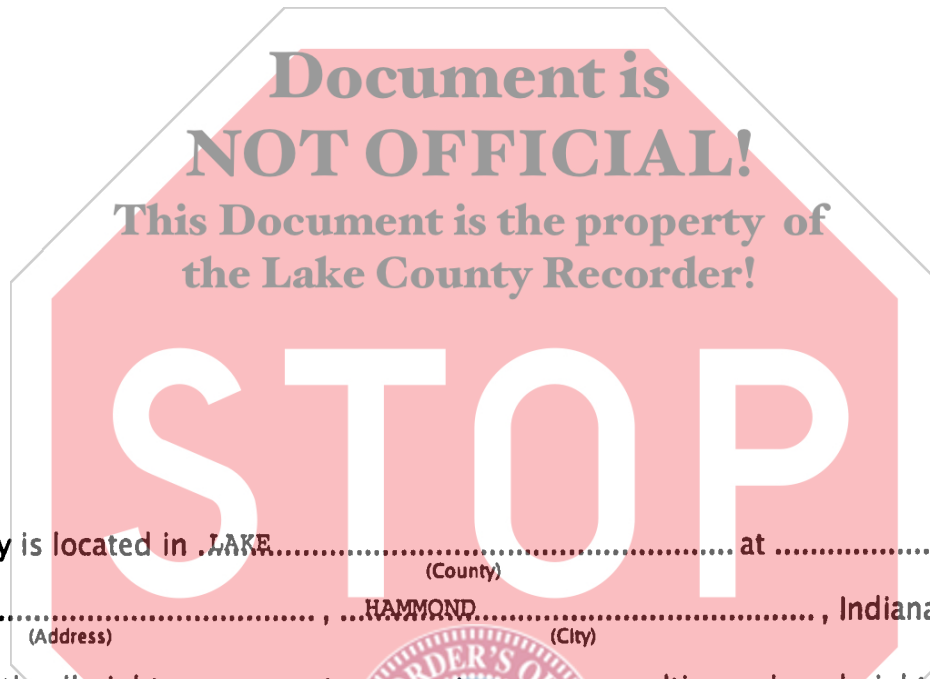 Document is
NOT OFFICIAL!
This Document is the property of
the Lake County Recorder!
STOP
y is located in .LAKE.................................................................. at ......................
(County)
................................. , ....HAMMOND.................................................. , Indiana
(Address) (City)
RDER'S O